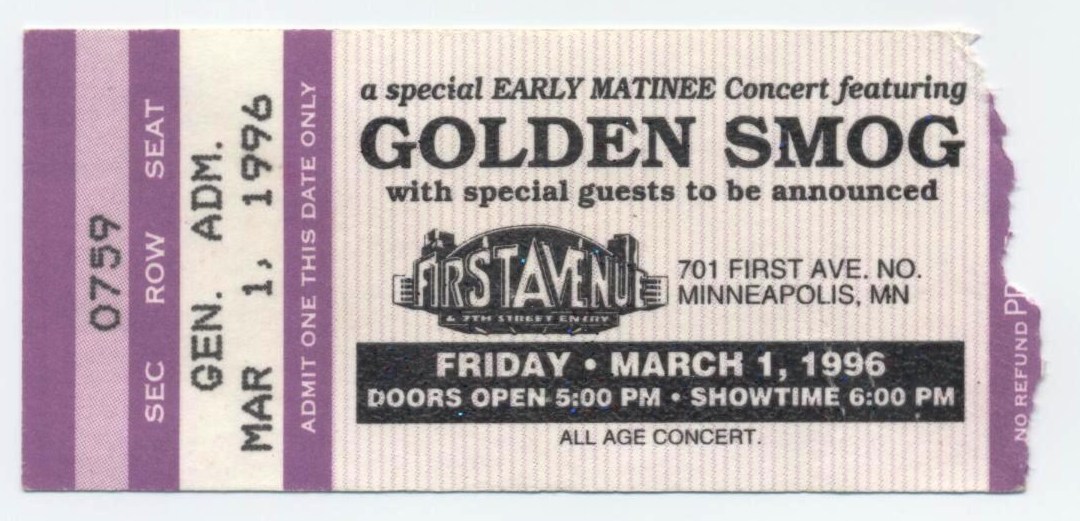 0759
SEC ROW SEAT
GEN. ADM.
MAR 1, 1996
ADMIT ONE THIS DATE ONLY
a special EARLY MATINEE Concert featuring
GOLDEN SMOG
with special guests to be announced
FIRST AVENUE
& 7TH STREET ENTRY
701 FIRST AVE. NO.
MINNEAPOLIS, MN
FRIDAY • MARCH 1, 1996
DOORS OPEN 5:00 PM • SHOWTIME 6:00 PM
ALL AGE CONCERT.
NO REFUND